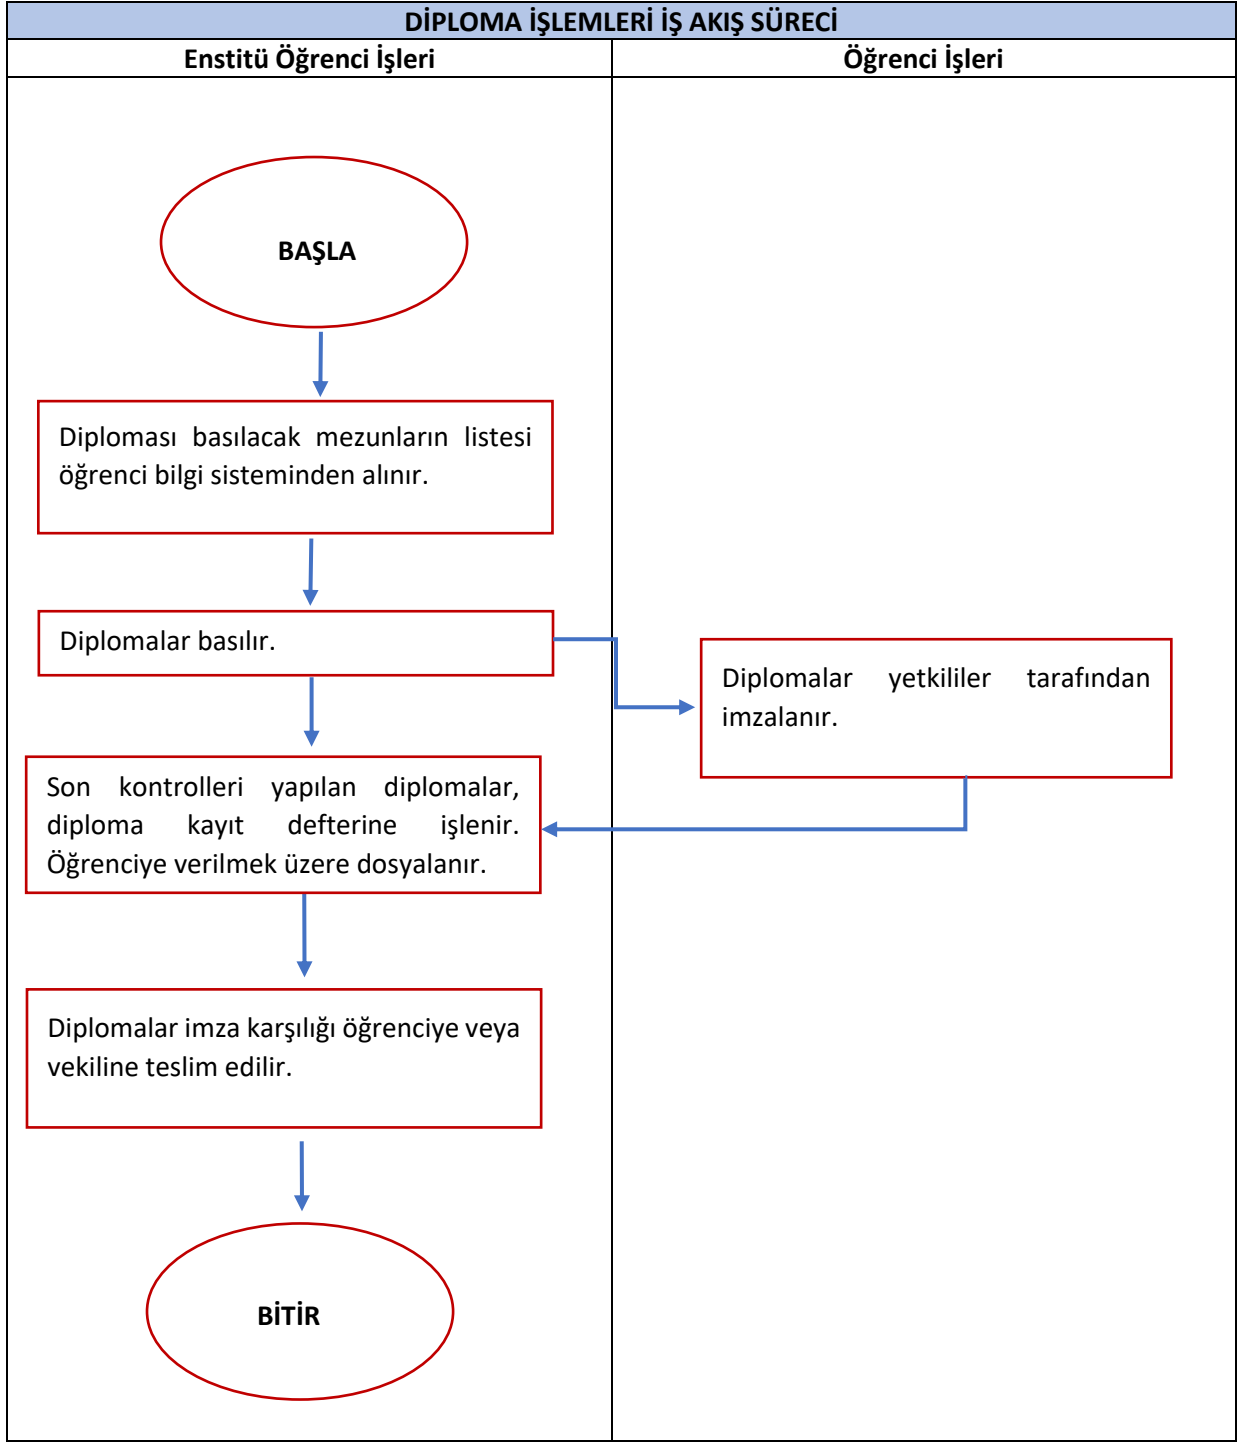 DİPLOMA İŞLEMLERİ İŞ AKIŞ SÜRECİ
Enstitü Öğrenci İşleri
Öğrenci İşleri
BAŞLA
Diploması basılacak mezunların listesi
öğrenci bilgi sisteminden alınır.
Diplomalar basılır.
Diplomalar yetkililer tarafından
imzalanır.
Son kontrolleri yapılan diplomalar,
diploma kayıt defterine işlenir.
Öğrenciye verilmek üzere dosyalanır.
Diplomalar imza karşılığı öğrenciye veya
vekiline teslim edilir.
BİTİR